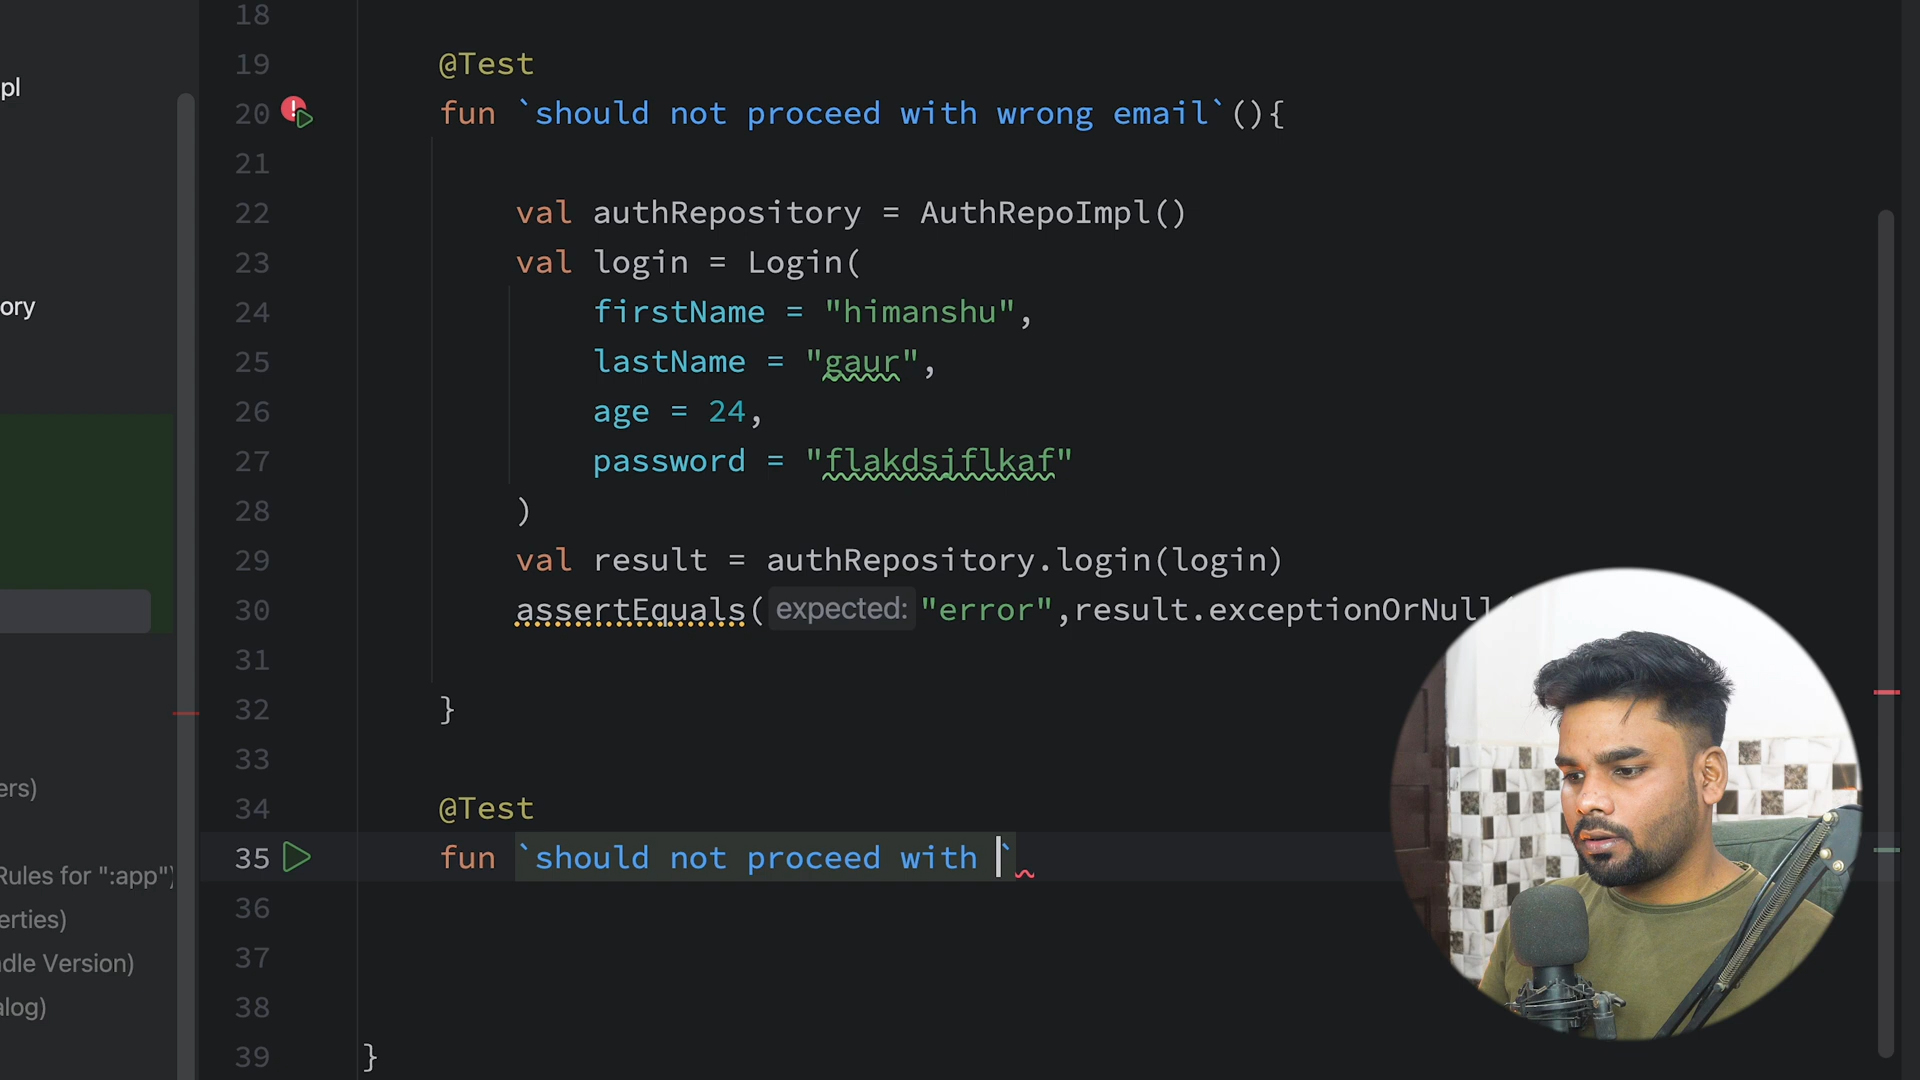 pl
ory
ers)
Rules for ":app")
erties)
dle Version)
alog)
18
19 @Test
20 fun `should not proceed with wrong email`(){
21
22 val authRepository = AuthRepoImpl()
23 val login = Login(
24 firstName = "himanshu",
25 lastName = "gaur",
26 age = 24,
27 password = "flakdsjflkaf"
28 )
29 val result = authRepository.login(login)
30 assertEquals( expected: "error",result.exceptionOrNull
31
32 }
33
34 @Test
35 fun `should not proceed with `
36
37
38
39 }